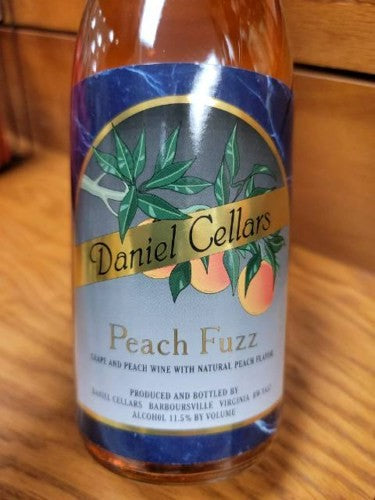 Daniel Cellars
Peach Fuzz
GRAPE AND PEACH WINE WITH NATURAL PEACH FLAVOR
PRODUCED AND BOTTLED BY
DANIEL CELLARS BARBOURSVILLE VIRGINIA
ALCOHOL 11.5% BY VOLUME